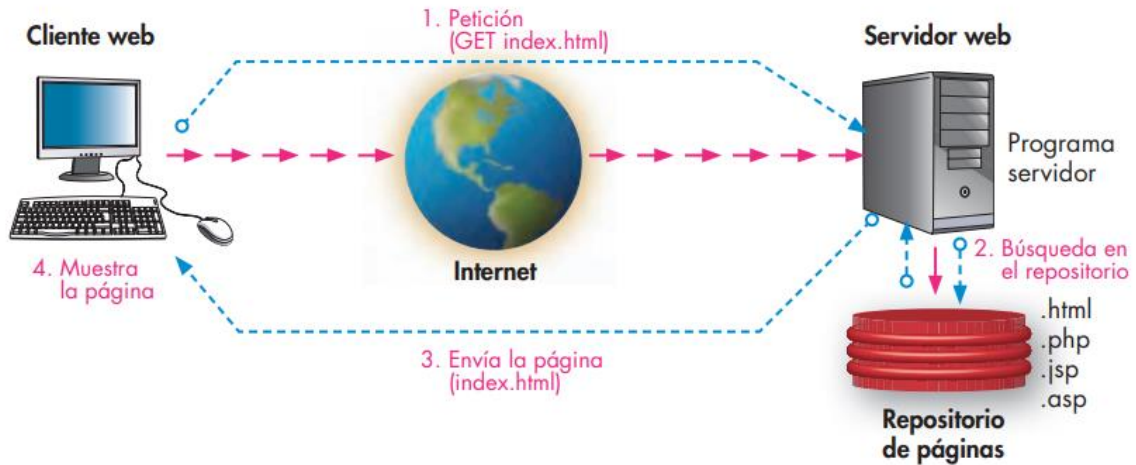 1. Petición
(GET index.html)
Cliente web
Servidor web
Programa
servidor
Internet
2. Búsqueda en
el repositorio
4. Muestra
la página
3. Envía la página
(index.html)
.html
.php
.jsp
.asp
Repositorio
de páginas